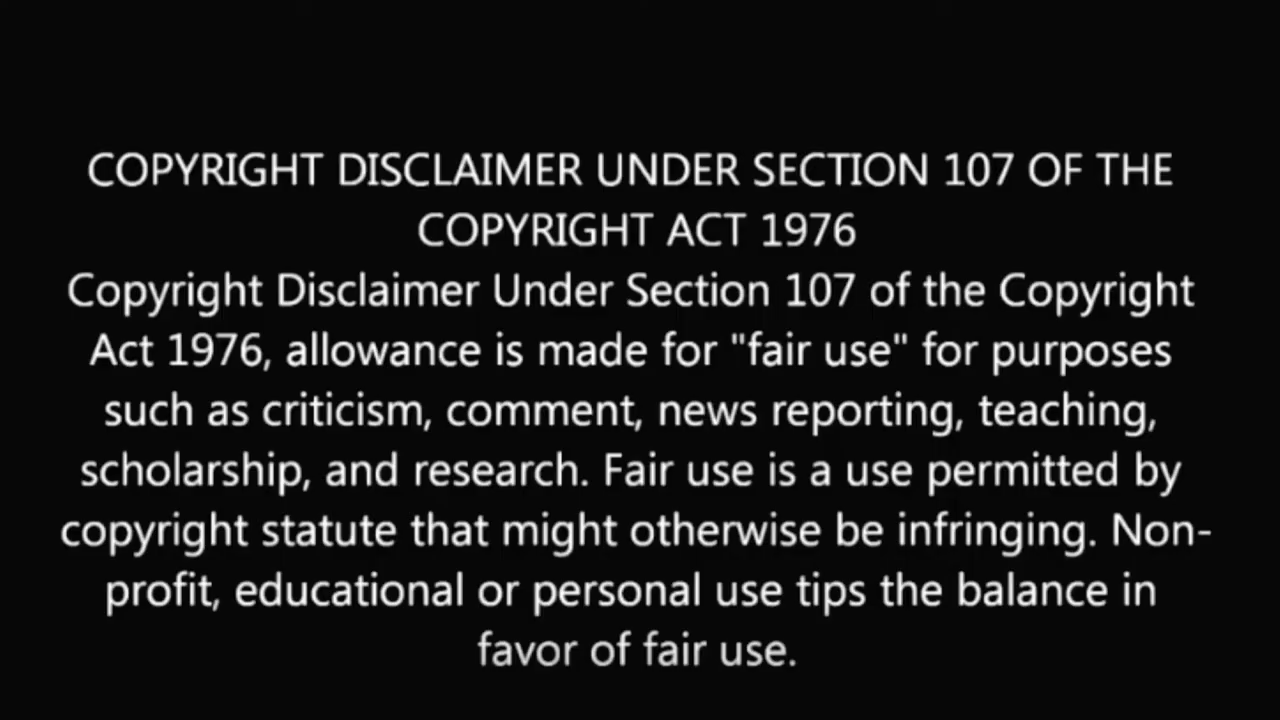 COPYRIGHT DISCLAIMER UNDER SECTION 107 OF THE
COPYRIGHT ACT 1976
Copyright Disclaimer Under Section 107 of the Copyright
Act 1976, allowance is made for "fair use" for purposes
such as criticism, comment, news reporting, teaching,
scholarship, and research. Fair use is a use permitted by
copyright statute that might otherwise be infringing. Non-
profit, educational or personal use tips the balance in
favor of fair use.